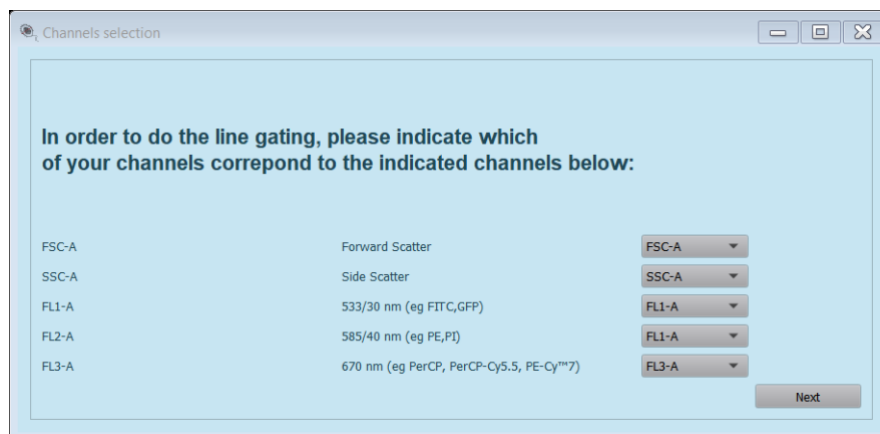 Channels selection
In order to do the line gating, please indicate which
of your channels correpond to the indicated channels below:
FSC-A Forward Scatter FSC-A
SSC-A Side Scatter SSC-A
FL1-A 533/30 nm (eg FITC,GFP) FL1-A
FL2-A 585/40 nm (eg PE,PI) FL1-A
FL3-A 670 nm (eg PerCP, PerCP-Cy5.5, PE-Cy™7) FL3-A
Next